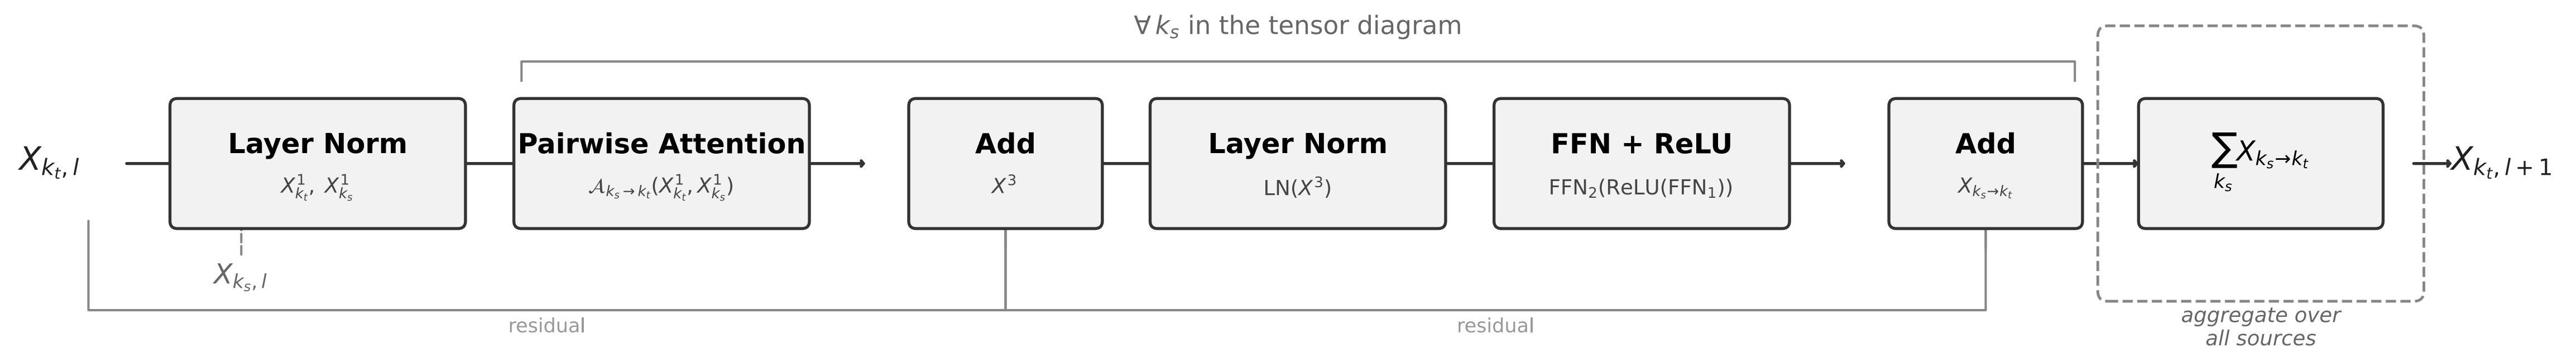 ∀ k_s in the tensor diagram
X_{k_t, l}
Layer Norm
X^1_{k_t}, X^1_{k_s}
X_{k_s, l}
Pairwise Attention
𝒜_{k_s→k_t}(X^1_{k_t}, X^1_{k_s})
Add
X^3
Layer Norm
LN(X^3)
FFN + ReLU
FFN_2(ReLU(FFN_1))
Add
X_{k_s→k_t}
∑_{k_s} X_{k_s→k_t}
X_{k_t, l+1}
residual
residual
aggregate over
all sources